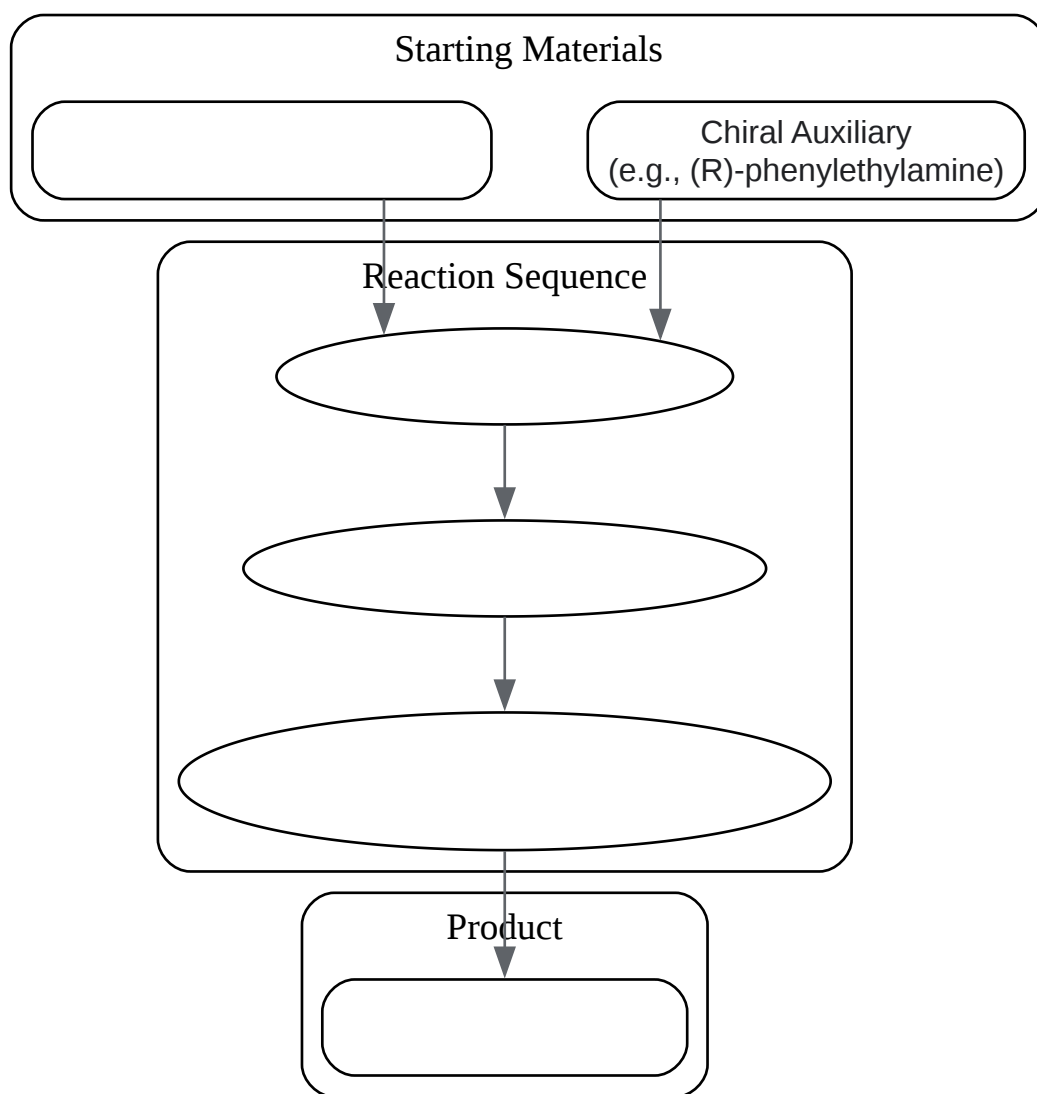 Starting Materials
Chiral Auxiliary
(e.g., (R)-phenylethylamine)
Reaction Sequence
Product